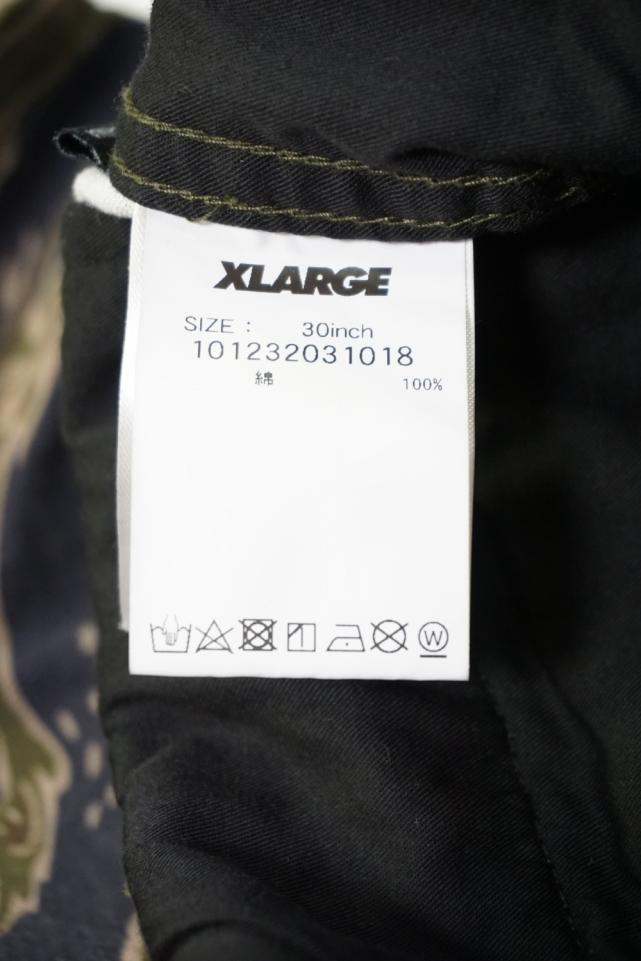 XLARGE
SIZE : 30inch
101232031018
綿 100%
W